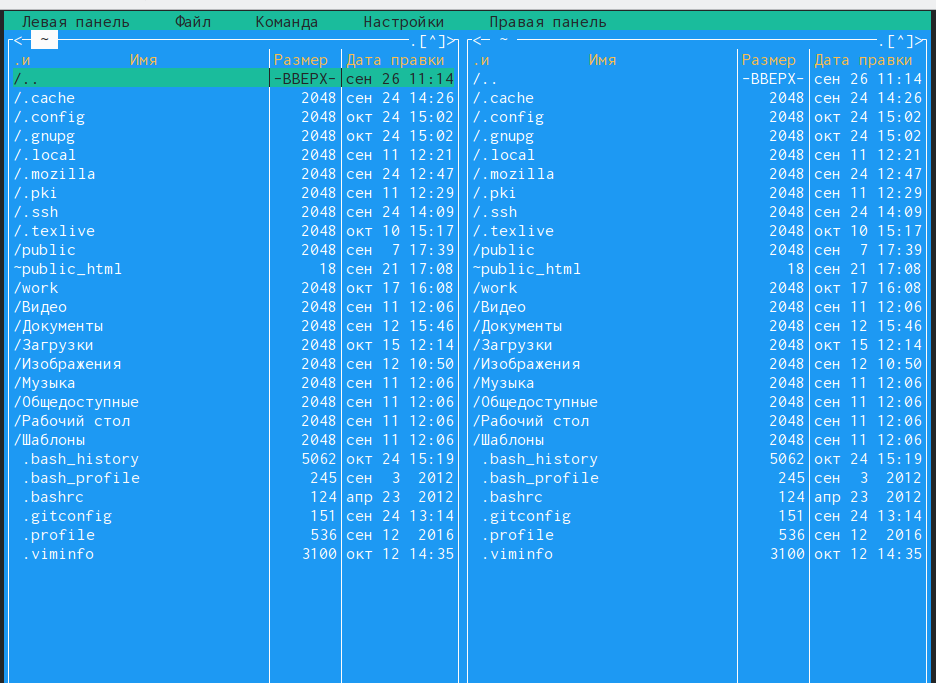 Левая панель Файл Команда Настройки Правая панель
<─ ~ ─.[^]> <─ ~ ─.[^]>
.и Имя Размер Дата правки .и Имя Размер Дата правки
/.. -ВВЕРХ- сен 26 11:14 /.. -ВВЕРХ- сен 26 11:14
/.cache 2048 сен 24 14:26 /.cache 2048 сен 24 14:26
/.config 2048 окт 24 15:02 /.config 2048 окт 24 15:02
/.gnupg 2048 окт 24 15:02 /.gnupg 2048 окт 24 15:02
/.local 2048 сен 11 12:21 /.local 2048 сен 11 12:21
/.mozilla 2048 сен 24 12:47 /.mozilla 2048 сен 24 12:47
/.pki 2048 сен 11 12:29 /.pki 2048 сен 11 12:29
/.ssh 2048 сен 24 14:09 /.ssh 2048 сен 24 14:09
/.texlive 2048 окт 10 15:17 /.texlive 2048 окт 10 15:17
/public 2048 сен 7 17:39 /public 2048 сен 7 17:39
~public_html 18 сен 21 17:08 ~public_html 18 сен 21 17:08
/work 2048 окт 17 16:08 /work 2048 окт 17 16:08
/Видео 2048 сен 11 12:06 /Видео 2048 сен 11 12:06
/Документы 2048 сен 12 15:46 /Документы 2048 сен 12 15:46
/Загрузки 2048 окт 15 12:14 /Загрузки 2048 окт 15 12:14
/Изображения 2048 сен 12 10:50 /Изображения 2048 сен 12 10:50
/Музыка 2048 сен 11 12:06 /Музыка 2048 сен 11 12:06
/Общедоступные 2048 сен 11 12:06 /Общедоступные 2048 сен 11 12:06
/Рабочий стол 2048 сен 11 12:06 /Рабочий стол 2048 сен 11 12:06
/Шаблоны 2048 сен 11 12:06 /Шаблоны 2048 сен 11 12:06
.bash_history 5062 окт 24 15:19 .bash_history 5062 окт 24 15:19
.bash_profile 245 сен 3 2012 .bash_profile 245 сен 3 2012
.bashrc 124 апр 23 2012 .bashrc 124 апр 23 2012
.gitconfig 151 сен 24 13:14 .gitconfig 151 сен 24 13:14
.profile 536 сен 12 2016 .profile 536 сен 12 2016
.viminfo 3100 окт 12 14:35 .viminfo 3100 окт 12 14:35